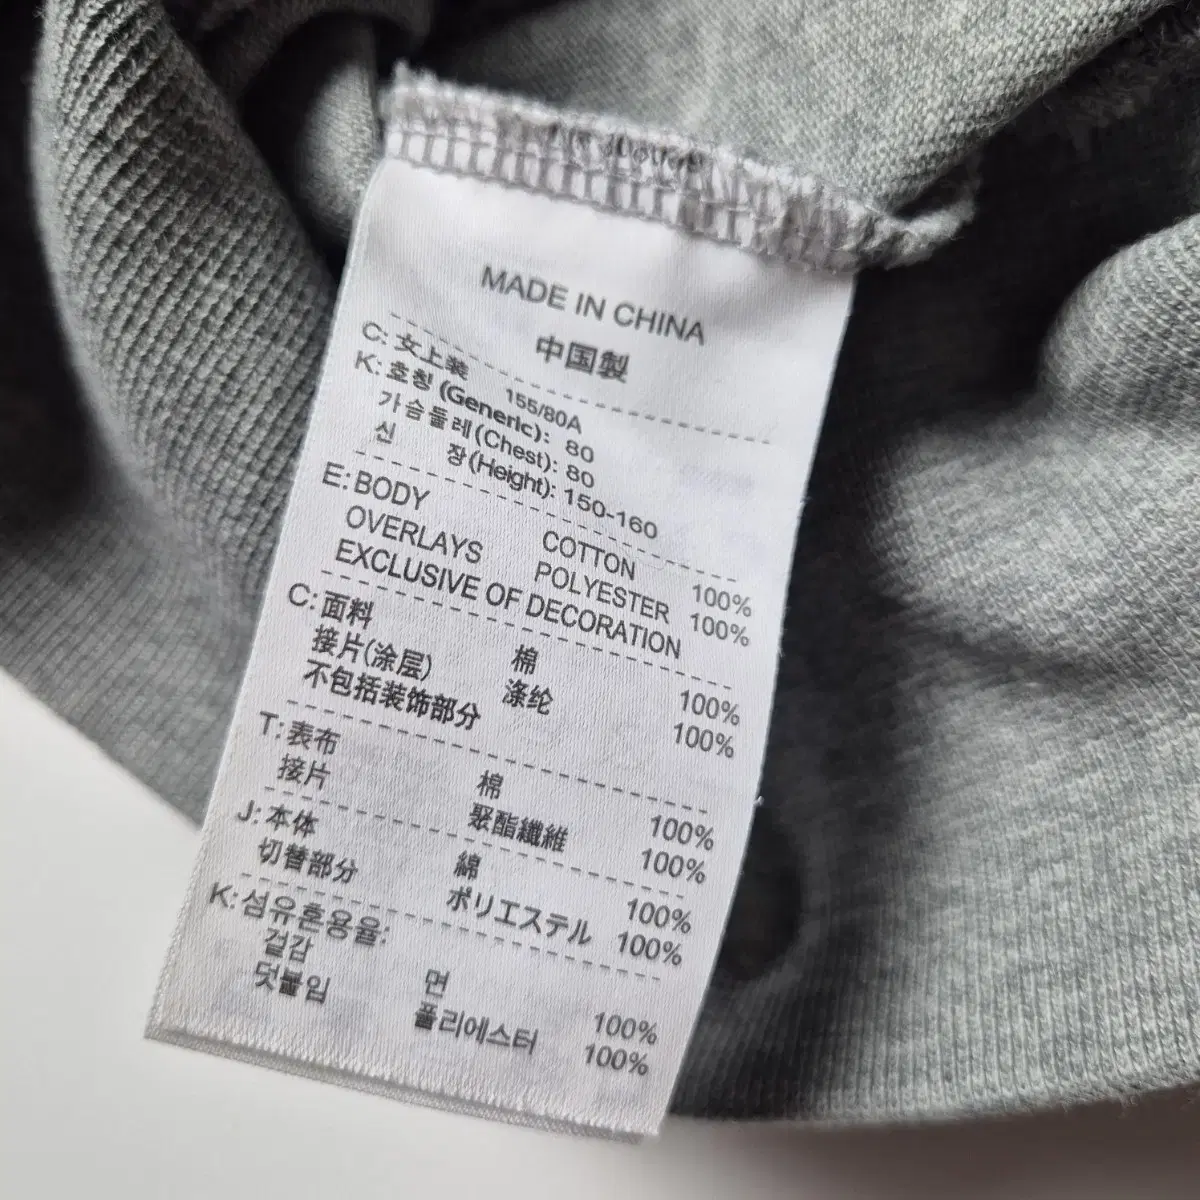 MADE IN CHINA
中国製
C: 女上装 155/80A
K: 호칭 (Generic): 80
가슴둘레(Chest): 80
신 장(Height): 150-160
E: BODY COTTON 100%
OVERLAYS POLYESTER 100%
EXCLUSIVE OF DECORATION
C: 面料 棉 100%
接片(涂层) 涤纶 100%
不包括装饰部分
T: 表布 棉 100%
接片 聚酯纖維 100%
J: 本体 綿 100%
切替部分 ポリエステル 100%
K: 섬유혼용율:
겉감 면 100%
덧붙임 폴리에스터 100%